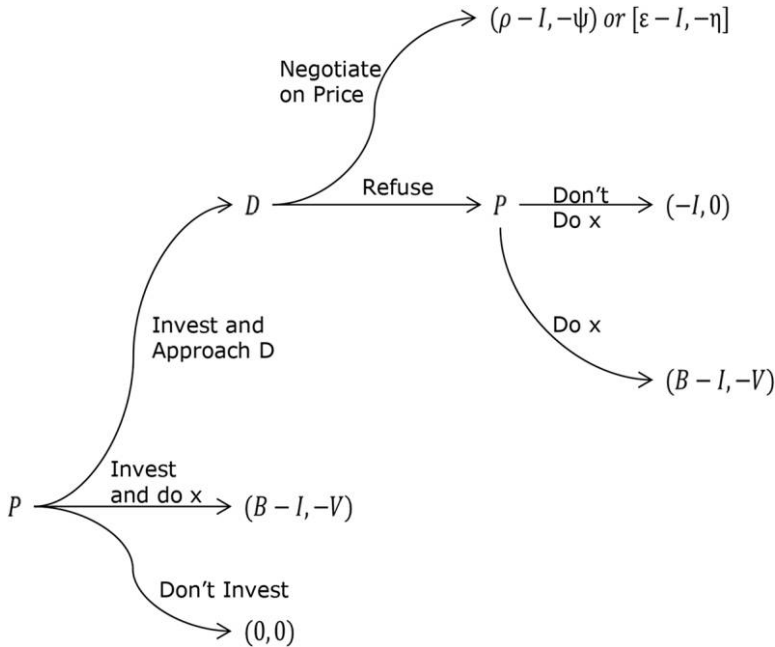 (ρ − I, −ψ) or [ε − I, −η]
Negotiate
on Price
D
Refuse
P
Don't
Do x
(−I, 0)
Do x
(B − I, −V)
Invest and
Approach D
P
Invest
and do x
(B − I, −V)
Don't Invest
(0,0)